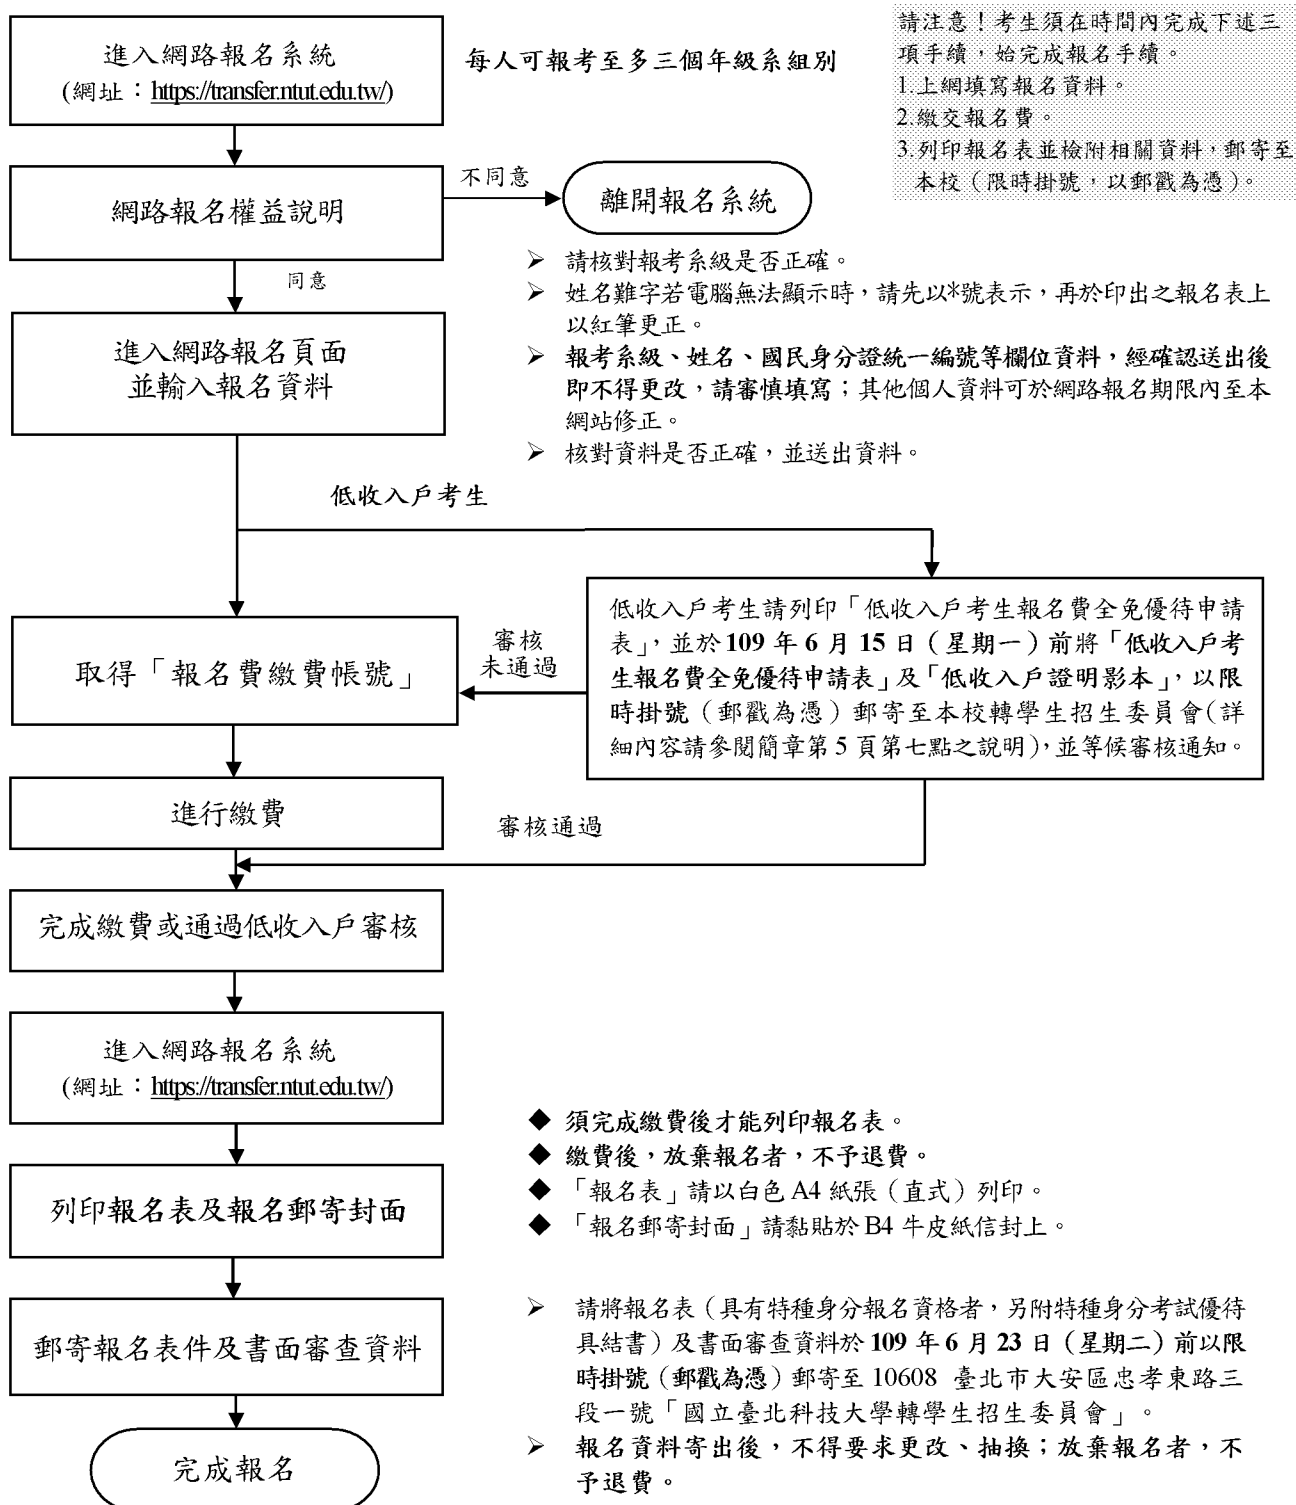 進入網路報名系統
(網址：https://transfer.ntut.edu.tw/)
每人可報考至多三個年級系組別
請注意！考生須在時間內完成下述三
項手續，始完成報名手續。
1.上網填寫報名資料。
2.繳交報名費。
3.列印報名表並檢附相關資料，郵寄至
本校（限時掛號，以郵戳為憑）。
網路報名權益說明
不同意
離開報名系統
同意
進入網路報名頁面
並輸入報名資料
➢ 請核對報考系級是否正確。
➢ 姓名難字若電腦無法顯示時，請先以*號表示，再於印出之報名表上
以紅筆更正。
➢ 報考系級、姓名、國民身分證統一編號等欄位資料，經確認送出後
即不得更改，請審慎填寫；其他個人資料可於網路報名期限內至本
網站修正。
➢ 核對資料是否正確，並送出資料。
低收入戶考生
低收入戶考生請列印「低收入戶考生報名費全免優待申請
表」，並於 109 年 6 月 15 日（星期一）前將「低收入戶考
生報名費全免優待申請表」及「低收入戶證明影本」，以限
時掛號（郵戳為憑）郵寄至本校轉學生招生委員會（詳
細內容請參閱簡章第 5 頁第七點之說明），並等候審核通知。
審核
未通過
取得「報名費繳費帳號」
進行繳費
審核通過
完成繳費或通過低收入戶審核
進入網路報名系統
(網址：https://transfer.ntut.edu.tw/)
列印報名表及報名郵寄封面
◆ 須完成繳費後才能列印報名表。
◆ 繳費後，放棄報名者，不予退費。
◆ 「報名表」請以白色 A4 紙張（直式）列印。
◆ 「報名郵寄封面」請黏貼於 B4 牛皮紙信封上。
郵寄報名表件及書面審查資料
➢ 請將報名表（具有特種身分報名資格者，另附特種身分考試優待
具結書）及書面審查資料於 109 年 6 月 23 日（星期二）前以限
時掛號（郵戳為憑）郵寄至 10608 臺北市大安區忠孝東路三
段一號「國立臺北科技大學轉學生招生委員會」。
➢ 報名資料寄出後，不得要求更改、抽換；放棄報名者，不
予退費。
完成報名